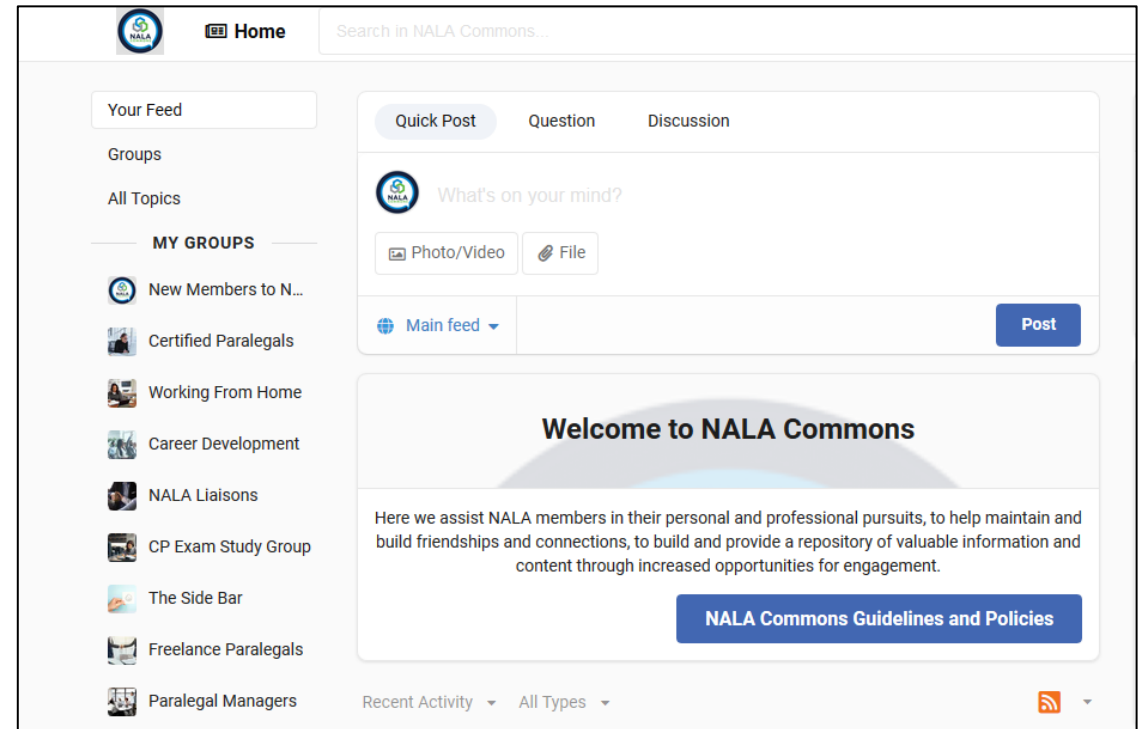 NALA
Home
Search in NALA Commons...
Your Feed
Groups
All Topics
MY GROUPS
New Members to N...
Certified Paralegals
Working From Home
Career Development
NALA Liaisons
CP Exam Study Group
The Side Bar
Freelance Paralegals
Paralegal Managers
Quick Post Question Discussion
NALA
What's on your mind?
Photo/Video File
Main feed Post
Welcome to NALA Commons
Here we assist NALA members in their personal and professional pursuits, to help maintain and
build friendships and connections, to build and provide a repository of valuable information and
content through increased opportunities for engagement.
NALA Commons Guidelines and Policies
Recent Activity All Types